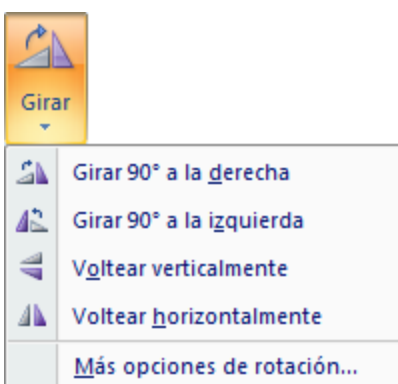 Girar
Girar 90° a la derecha
Girar 90° a la izquierda
Voltear verticalmente
Voltear horizontalmente
Más opciones de rotación...